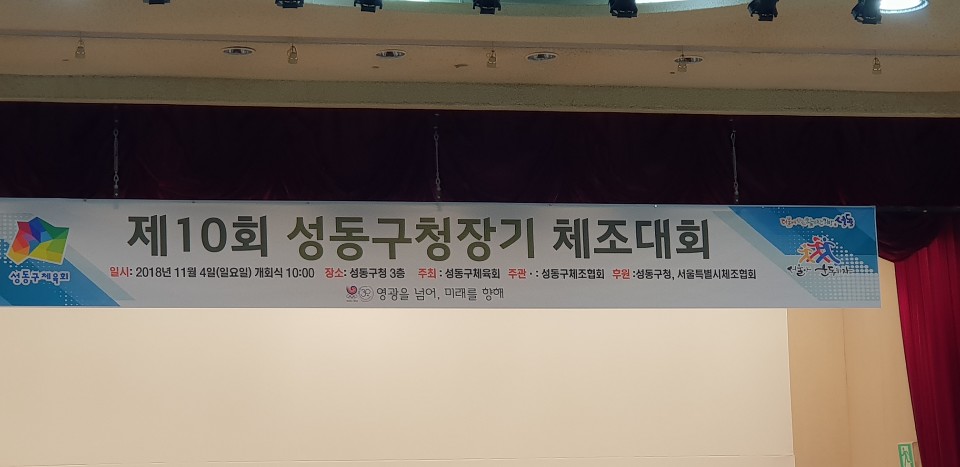 제10회 성동구청장기 체조대회
일시: 2018년 11월 4일(일요일) 개회식 10:00 장소: 성동구청 3층 주최 : 성동구체육회 주관 · : 성동구체조협회 후원 :성동구청, 서울특별시체조협회
영광을 넘어, 미래를 향해
성동구체육회